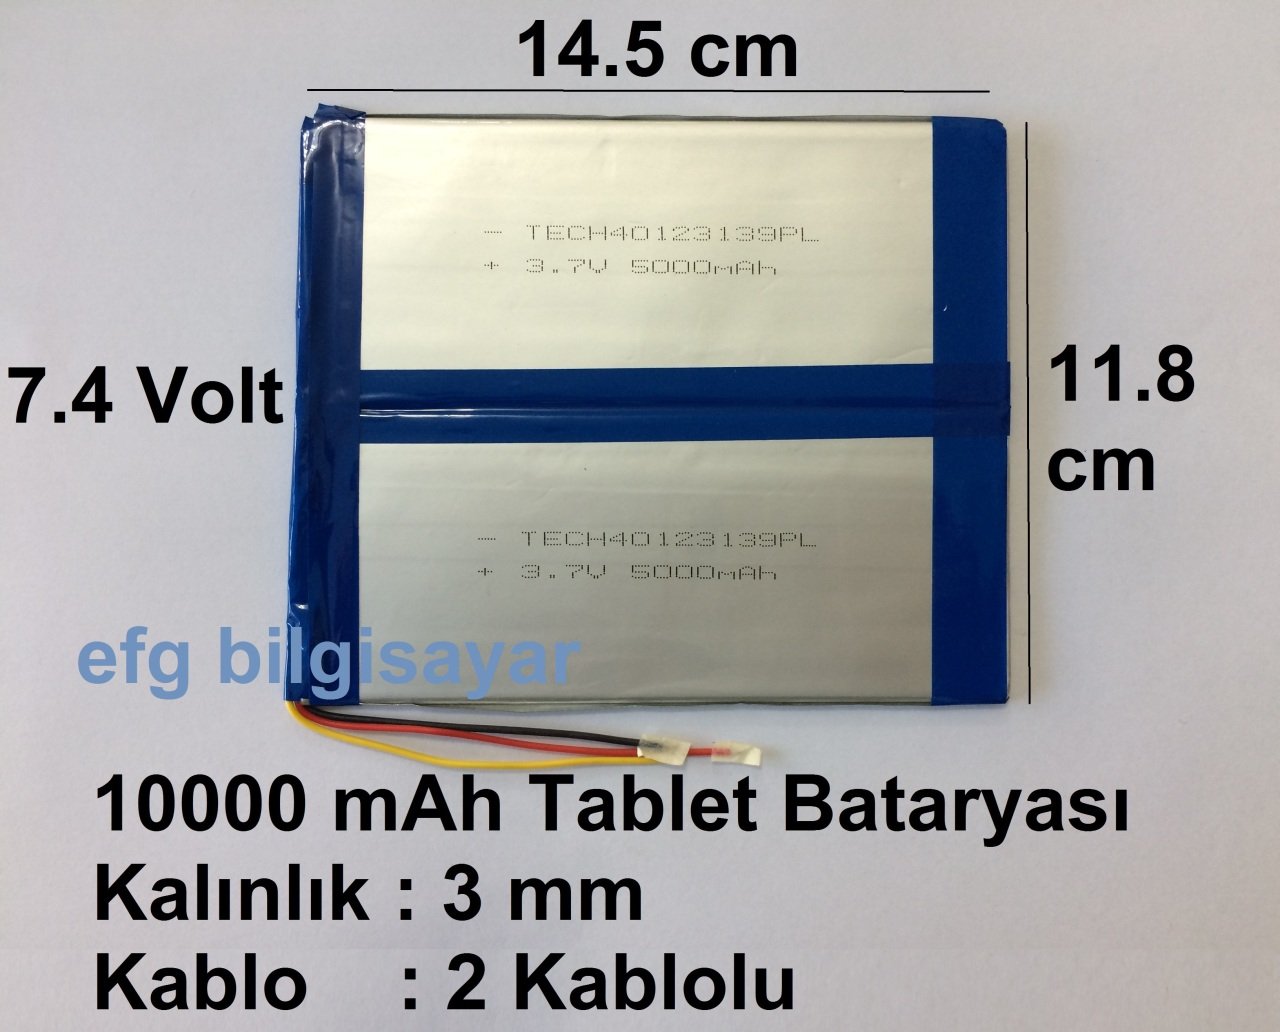 14.5 cm
- TECH40123139PL
+ 3.7V 5000mAh
7.4 Volt
11.8
cm
- TECH40123139PL
+ 3.7V 5000mAh
efg bilgisayar
10000 mAh Tablet Bataryası
Kalınlık : 3 mm
Kablo : 2 Kablolu